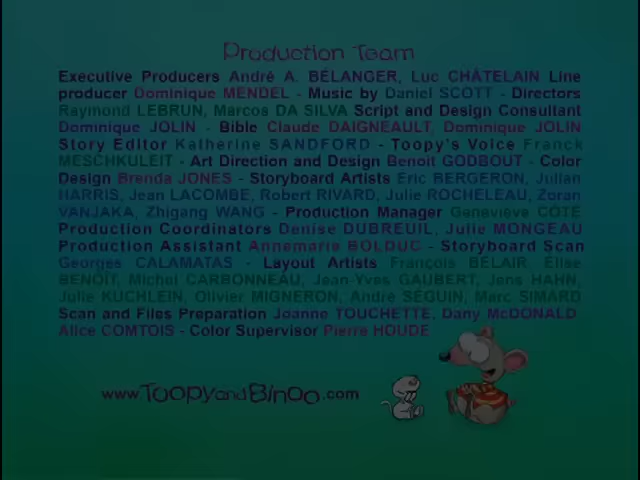 Production Team
Executive Producers André A. BÉLANGER, Luc CHÂTELAIN Line
producer Dominique MENDEL - Music by Daniel SCOTT - Directors
Raymond LEBRUN, Marcos DA SILVA Script and Design Consultant
Dominique JOLIN - Bible Claude DAIGNEAULT, Dominique JOLIN
Story Editor Katherine SANDFORD - Toopy's Voice Franck
MESCHKULEIT - Art Direction and Design Benoit GODBOUT - Color
Design Brenda JONES - Storyboard Artists Eric BERGERON, Julian
HARRIS, Jean LACOMBE, Robert RIVARD, Julie ROCHELEAU, Zoran
VANJAKA, Zhigang WANG - Production Manager Geneviève CÔTÉ
Production Coordinators Denise DUBREUIL, Julie MONGEAU
Production Assistant Annemarie BOLDUC - Storyboard Scan
Georges CALAMATAS - Layout Artists François BÉLAIR, Elise
BENOÎT, Michel CARBONNEAU, Jean-Yves GAUBERT, Jens HAHN,
Julie KUCHLEIN, Olivier MIGNERON, André SÉGUIN, Marc SIMARD
Scan and Files Preparation Joanne TOUCHETTE, Dany McDONALD
Alice COMTOIS - Color Supervisor Pierre HOUDE
www.ToopyandBinoo.com